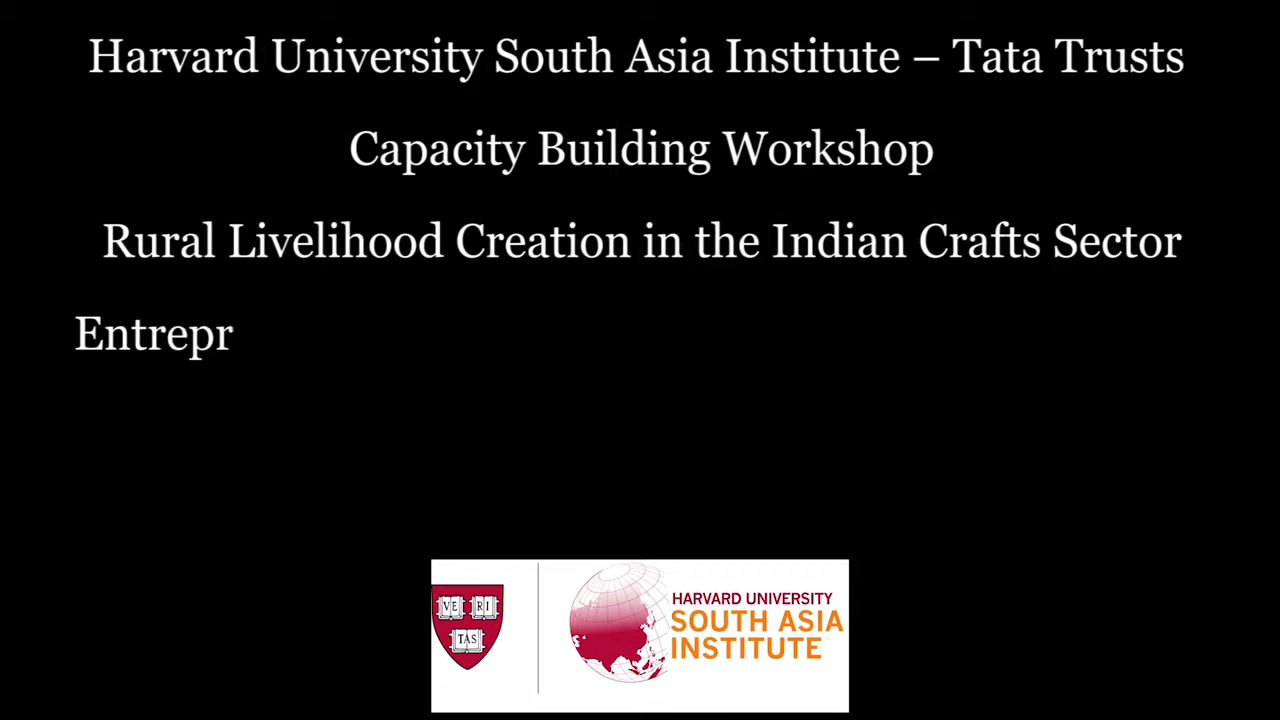 Harvard University South Asia Institute – Tata Trusts
Capacity Building Workshop
Rural Livelihood Creation in the Indian Crafts Sector
Entrepr
VE RI
TAS
HARVARD UNIVERSITY
SOUTH ASIA
INSTITUTE